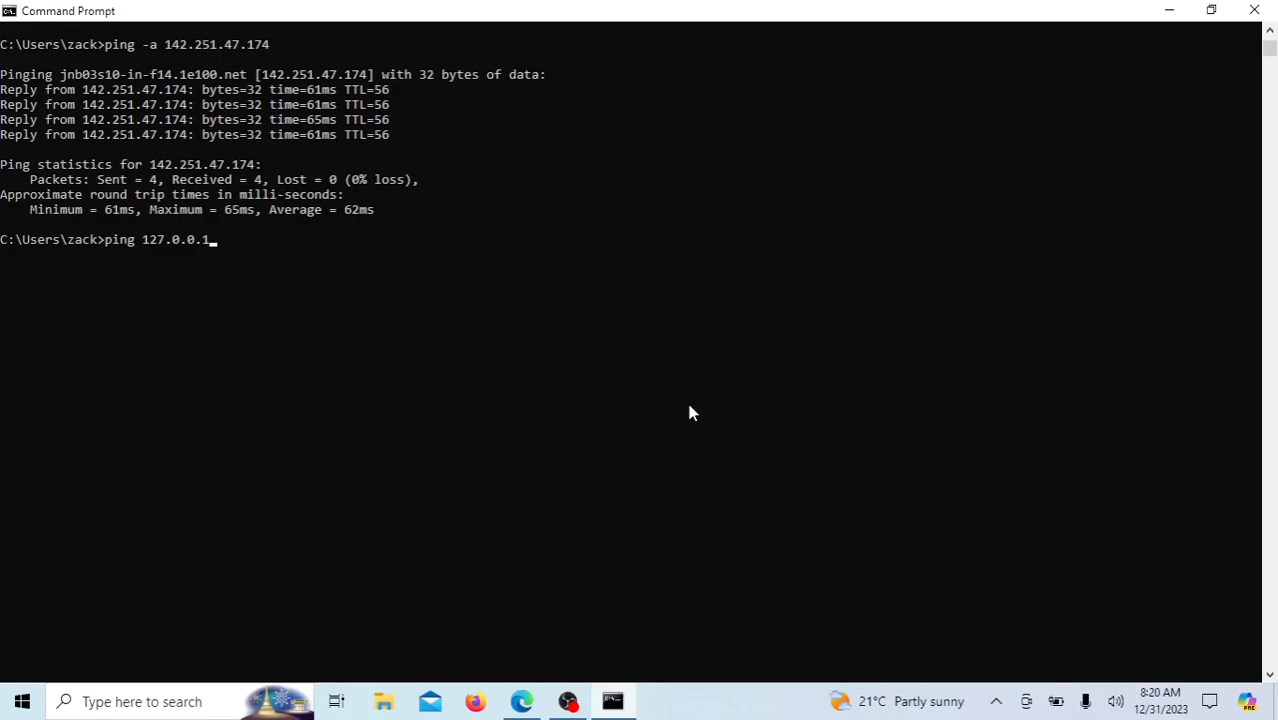 Command Prompt
C:\Users\zack>ping -a 142.251.47.174
Pinging jnb03s10-in-f14.1e100.net [142.251.47.174] with 32 bytes of data:
Reply from 142.251.47.174: bytes=32 time=61ms TTL=56
Reply from 142.251.47.174: bytes=32 time=61ms TTL=56
Reply from 142.251.47.174: bytes=32 time=65ms TTL=56
Reply from 142.251.47.174: bytes=32 time=61ms TTL=56
Ping statistics for 142.251.47.174:
Packets: Sent = 4, Received = 4, Lost = 0 (0% loss),
Approximate round trip times in milli-seconds:
Minimum = 61ms, Maximum = 65ms, Average = 62ms
C:\Users\zack>ping 127.0.0.1_
Type here to search
21°C Partly sunny
8:20 AM
12/31/2023
PRE